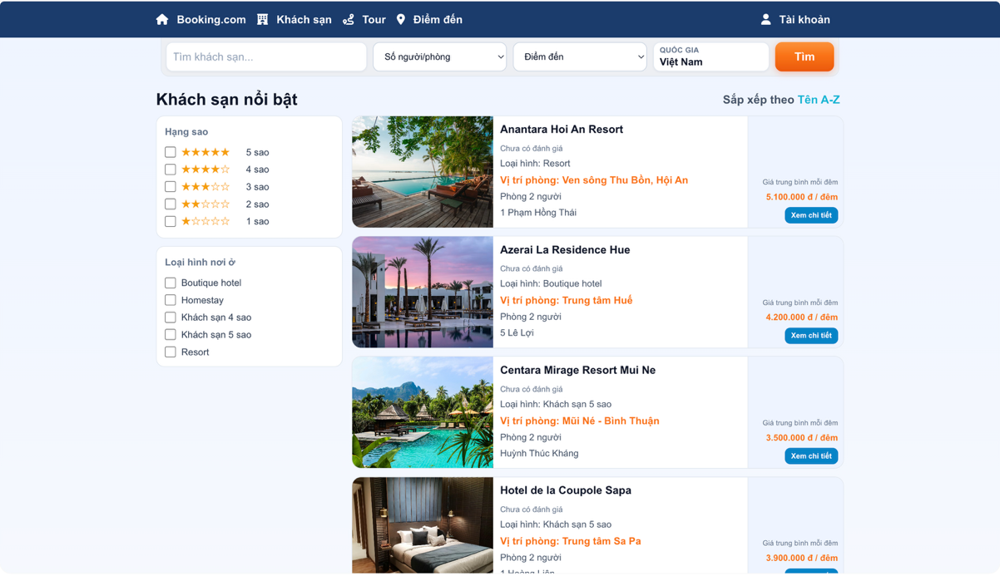 Booking.com Khách sạn Tour Điểm đến Tài khoản
Tìm khách sạn... Số người/phòng Điểm đến QUỐC GIA Việt Nam Tìm
Khách sạn nổi bật
Sắp xếp theo Tên A-Z
Hạng sao
★★★★★ 5 sao
★★★★☆ 4 sao
★★★☆☆ 3 sao
★★☆☆☆ 2 sao
★☆☆☆☆ 1 sao
Loại hình nơi ở
Boutique hotel
Homestay
Khách sạn 4 sao
Khách sạn 5 sao
Resort
Anantara Hoi An Resort
Chưa có đánh giá
Loại hình: Resort
Vị trí phòng: Ven sông Thu Bồn, Hội An
Phòng 2 người
1 Phạm Hồng Thái
Giá trung bình mỗi đêm
5.100.000 đ / đêm
Xem chi tiết
Azerai La Residence Hue
Chưa có đánh giá
Loại hình: Boutique hotel
Vị trí phòng: Trung tâm Huế
Phòng 2 người
5 Lê Lợi
Giá trung bình mỗi đêm
4.200.000 đ / đêm
Xem chi tiết
Centara Mirage Resort Mui Ne
Chưa có đánh giá
Loại hình: Khách sạn 5 sao
Vị trí phòng: Mũi Né - Bình Thuận
Phòng 2 người
Huỳnh Thúc Kháng
Giá trung bình mỗi đêm
3.500.000 đ / đêm
Xem chi tiết
Hotel de la Coupole Sapa
Chưa có đánh giá
Loại hình: Khách sạn 5 sao
Vị trí phòng: Trung tâm Sa Pa
Phòng 2 người
1 Hoàng Liên
Giá trung bình mỗi đêm
3.900.000 đ / đêm